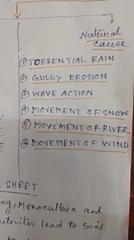 Natural
Cause
① TORRENTIAL RAIN
② GULLY EROSION
③ WAVE ACTION
④ MOVEMENT OF SNOW
⑤ MOVEMENT OF RIVER
⑥ MOVEMENT OF WIND
SHEET
Monoculture and
lead to Soil